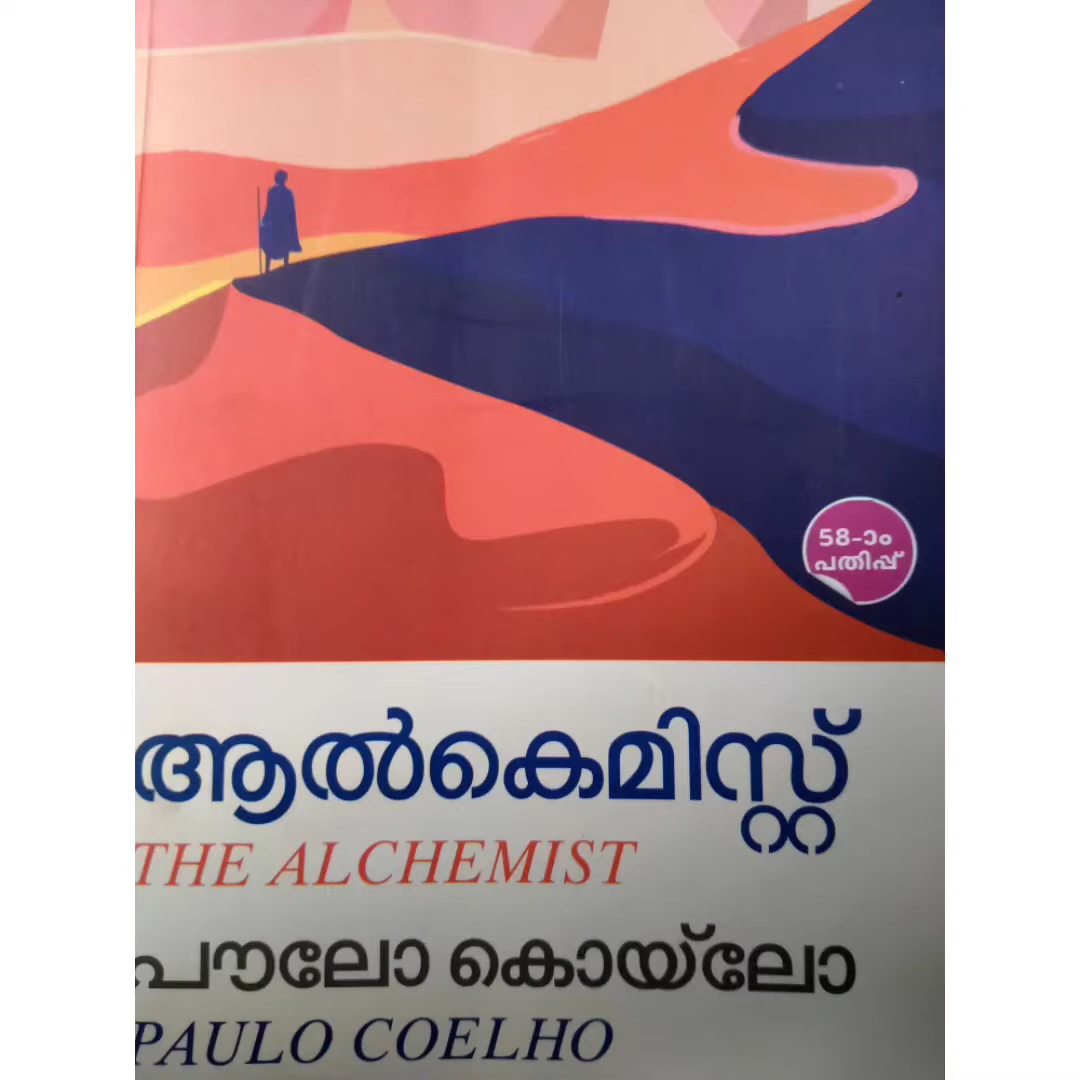 58-ാം
പതിപ്പ്
ആൽകെമിസ്റ്റ്
THE ALCHEMIST
പൗലോ കൊയ്‌ലോ
PAULO COELHO